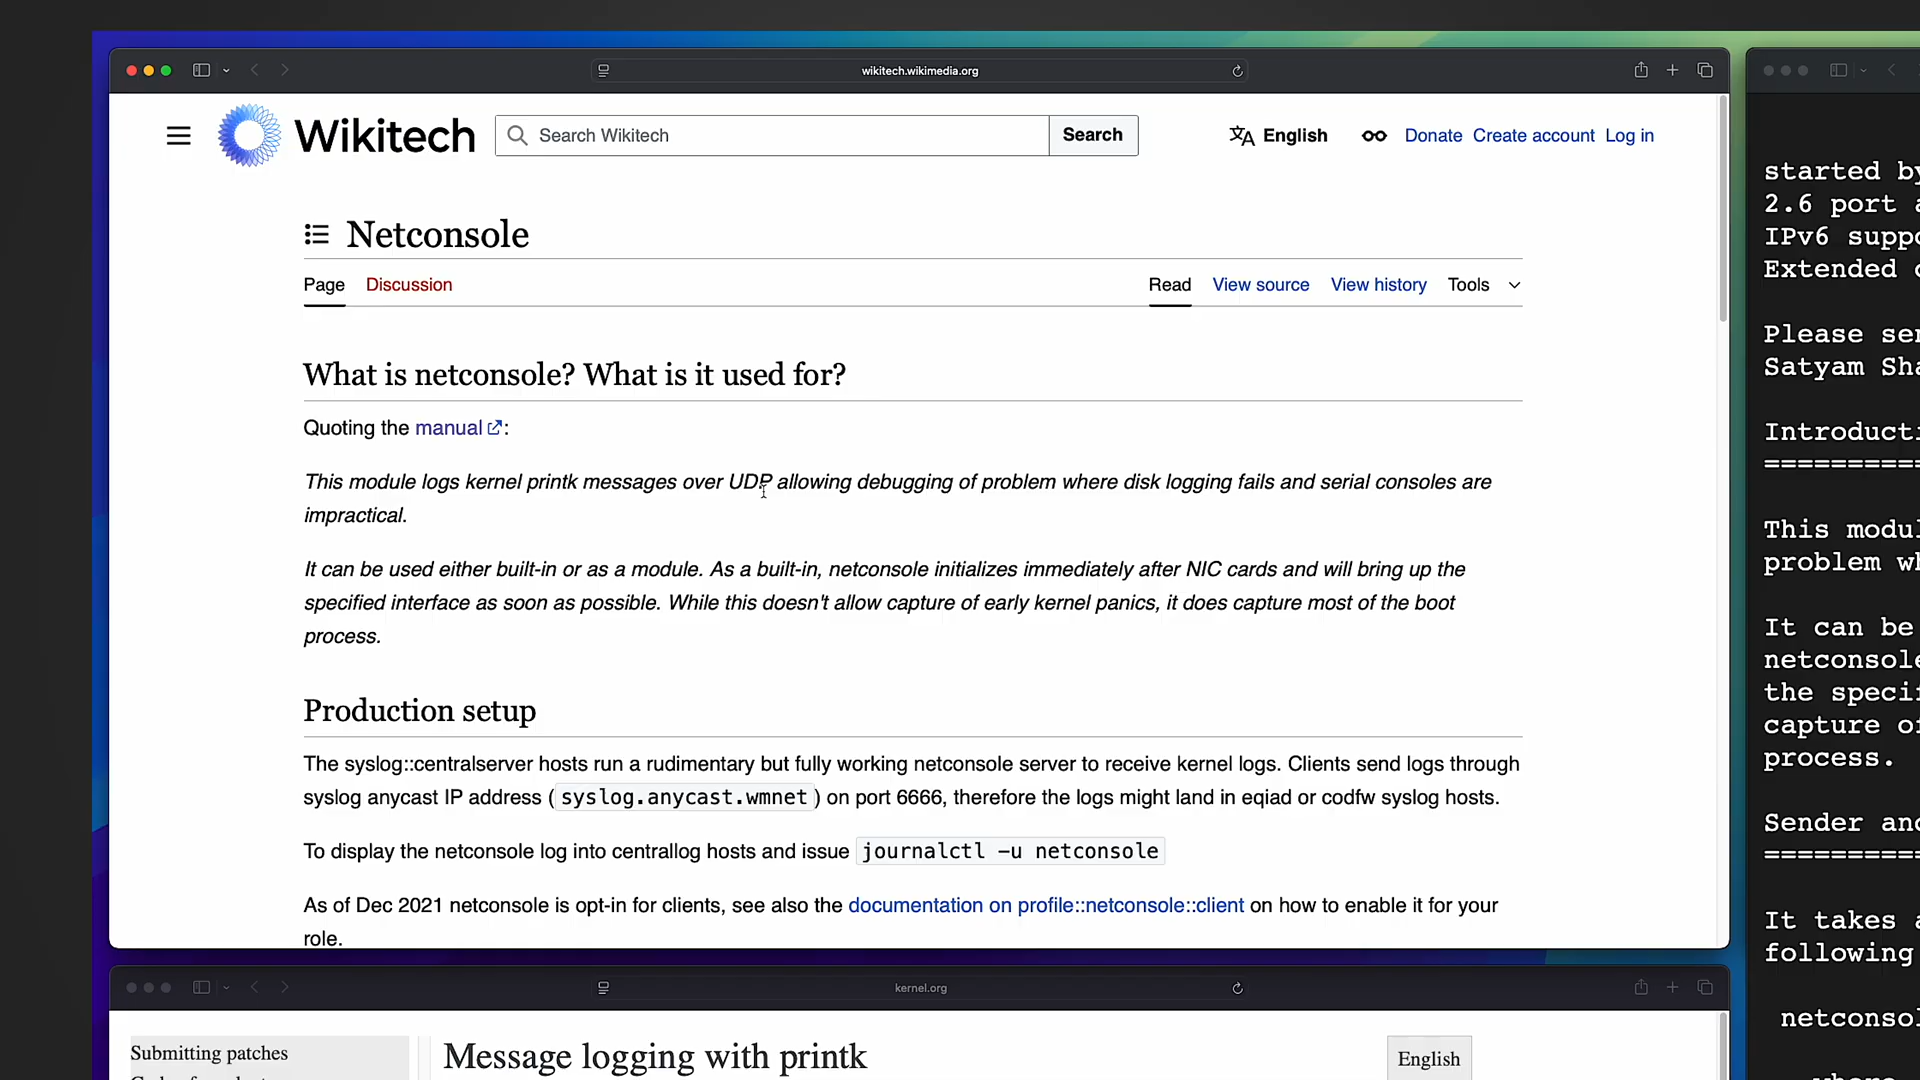 wikitech.wikimedia.org
Wikitech
Search Wikitech
Search
English
Donate Create account Log in
Netconsole
Page Discussion
Read View source View history Tools
What is netconsole? What is it used for?
Quoting the manual:
This module logs kernel printk messages over UDP allowing debugging of problem where disk logging fails and serial consoles are
impractical.
It can be used either built-in or as a module. As a built-in, netconsole initializes immediately after NIC cards and will bring up the
specified interface as soon as possible. While this doesn't allow capture of early kernel panics, it does capture most of the boot
process.
Production setup
The syslog::centralserver hosts run a rudimentary but fully working netconsole server to receive kernel logs. Clients send logs through
syslog anycast IP address ( syslog.anycast.wmnet ) on port 6666, therefore the logs might land in eqiad or codfw syslog hosts.
To display the netconsole log into centrallog hosts and issue journalctl -u netconsole
As of Dec 2021 netconsole is opt-in for clients, see also the documentation on profile::netconsole::client on how to enable it for your
role.
kernel.org
Submitting patches
Message logging with printk
English
started by
2.6 port
IPv6
Extended
Please
Satyam
Introducti
==========
This modul
problem
It can be
netconsole
the specif
capture of
process.
Sender and
==========
It takes
following
netconsol